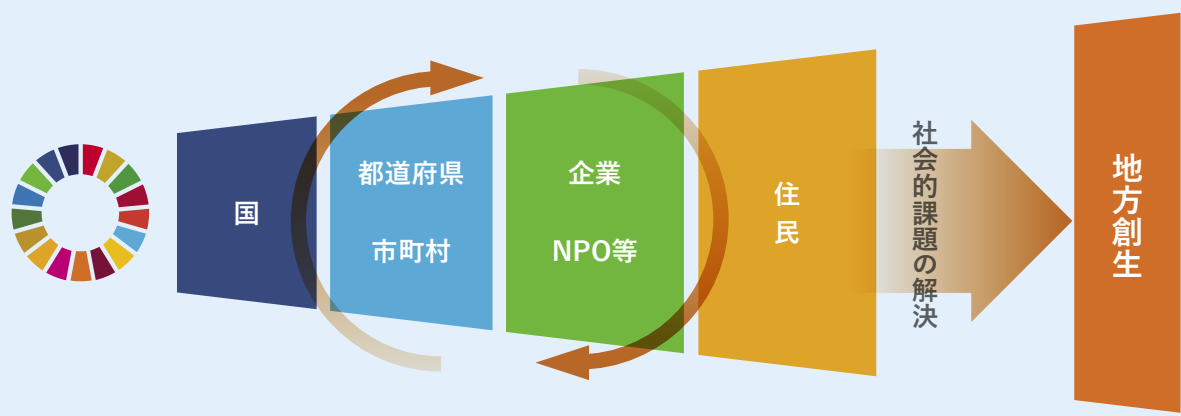 国
都道府県
市町村
企業
NPO等
住
民
社会的課題の解決
地方創生